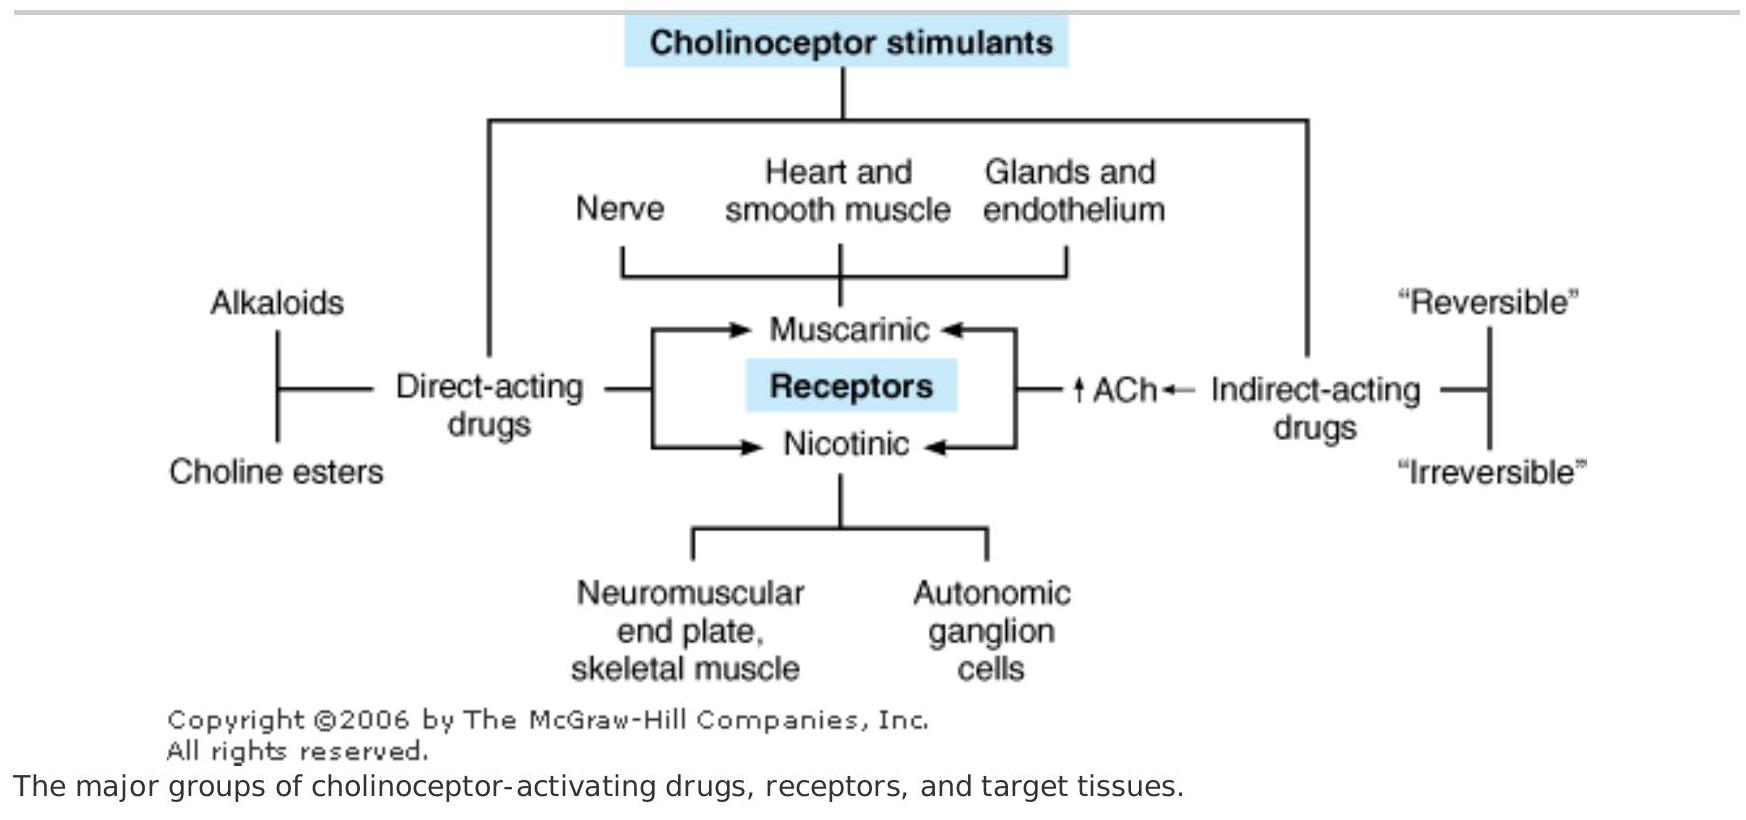 Cholinoceptor stimulants
Nerve
Heart and
smooth muscle
Glands and
endothelium
Alkaloids
Choline esters
Direct-acting
drugs
Muscarinic
Receptors
Nicotinic
↑ ACh ←
Indirect-acting
drugs
“Reversible”
“Irreversible”
Neuromuscular
end plate,
skeletal muscle
Autonomic
ganglion
cells
Copyright ©2006 by The McGraw-Hill Companies, Inc.
All rights reserved.
The major groups of cholinoceptor-activating drugs, receptors, and target tissues.